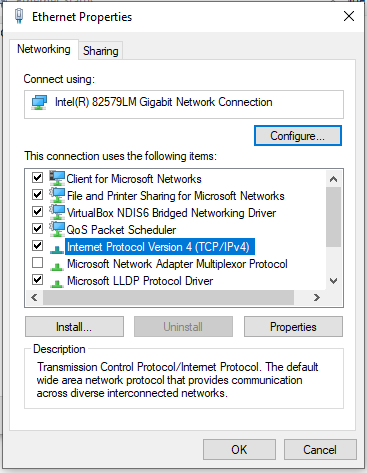 Ethernet Properties
Networking
Sharing
Connect using:
Intel(R) 82579LM Gigabit Network Connection
Configure...
This connection uses the following items:
Client for Microsoft Networks
File and Printer Sharing for Microsoft Networks
VirtualBox NDIS6 Bridged Networking Driver
QoS Packet Scheduler
Internet Protocol Version 4 (TCP/IPv4)
Microsoft Network Adapter Multiplexor Protocol
Microsoft LLDP Protocol Driver
Install...
Uninstall
Properties
Description
Transmission Control Protocol/Internet Protocol. The default
wide area network protocol that provides communication
across diverse interconnected networks.
OK
Cancel